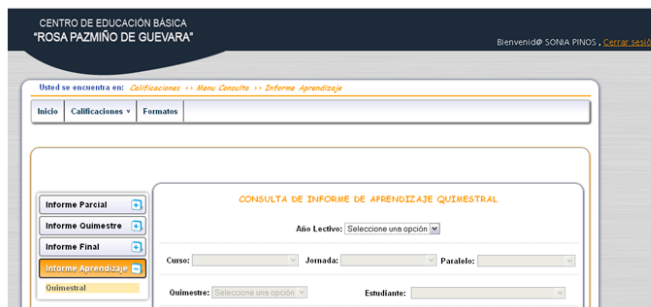 CENTRO DE EDUCACIÓN BÁSICA
"ROSA PAZMIÑO DE GUEVARA"
Bienvenid@ SONIA PINOS , Cerrar sesió
Usted se encuentra en: Calificaciones ›› Menu Consulta ›› Informe Aprendizaje
Inicio Calificaciones Formatos
CONSULTA DE INFORME DE APRENDIZAJE QUIMESTRAL
Informe Parcial
Informe Quimestre
Informe Final
Informe Aprendizaje
Quimestral
Año Lectivo: Seleccione una opción
Curso: Jornada: Paralelo:
Quimestre: Seleccione una opción Estudiante: